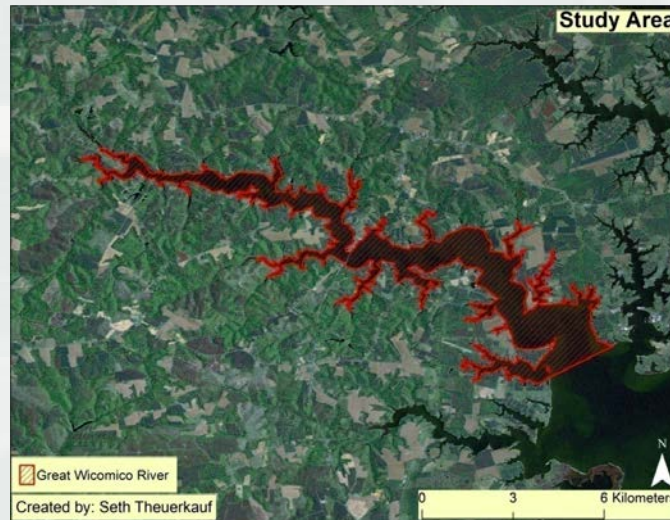 Study Area
N
Great Wicomico River
Created by: Seth Theuerkauf
0 3 6 Kilometer